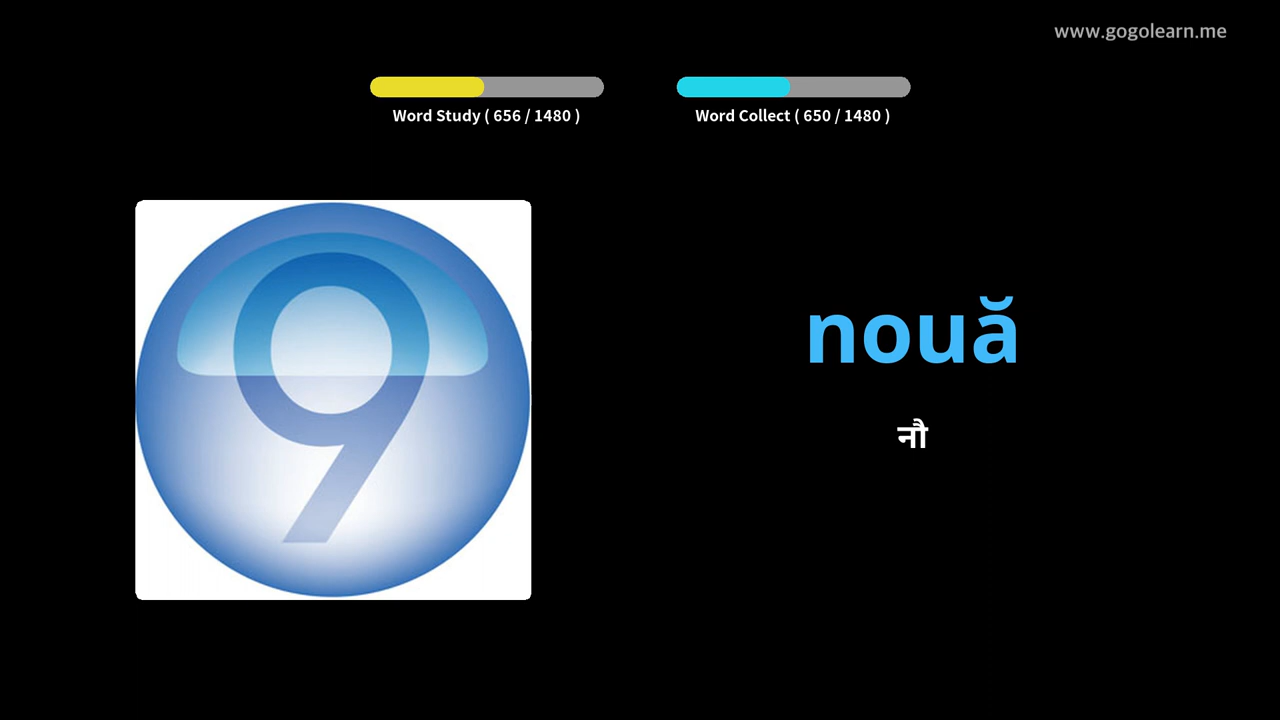 www.gogolearn.me
Word Study ( 656 / 1480 )
Word Collect ( 650 / 1480 )
9
nouă
नौ